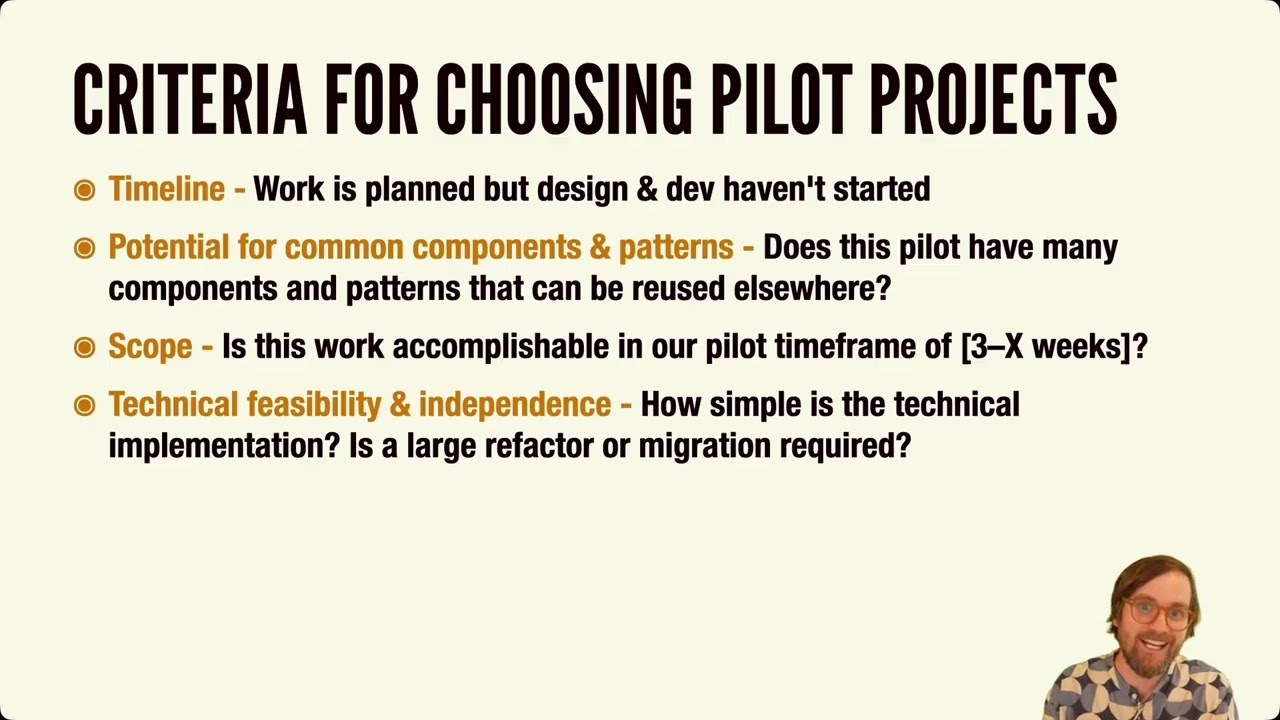 CRITERIA FOR CHOOSING PILOT PROJECTS
Timeline - Work is planned but design & dev haven't started
Potential for common components & patterns - Does this pilot have many
components and patterns that can be reused elsewhere?
Scope - Is this work accomplishable in our pilot timeframe of [3–X weeks]?
Technical feasibility & independence - How simple is the technical
implementation? Is a large refactor or migration required?